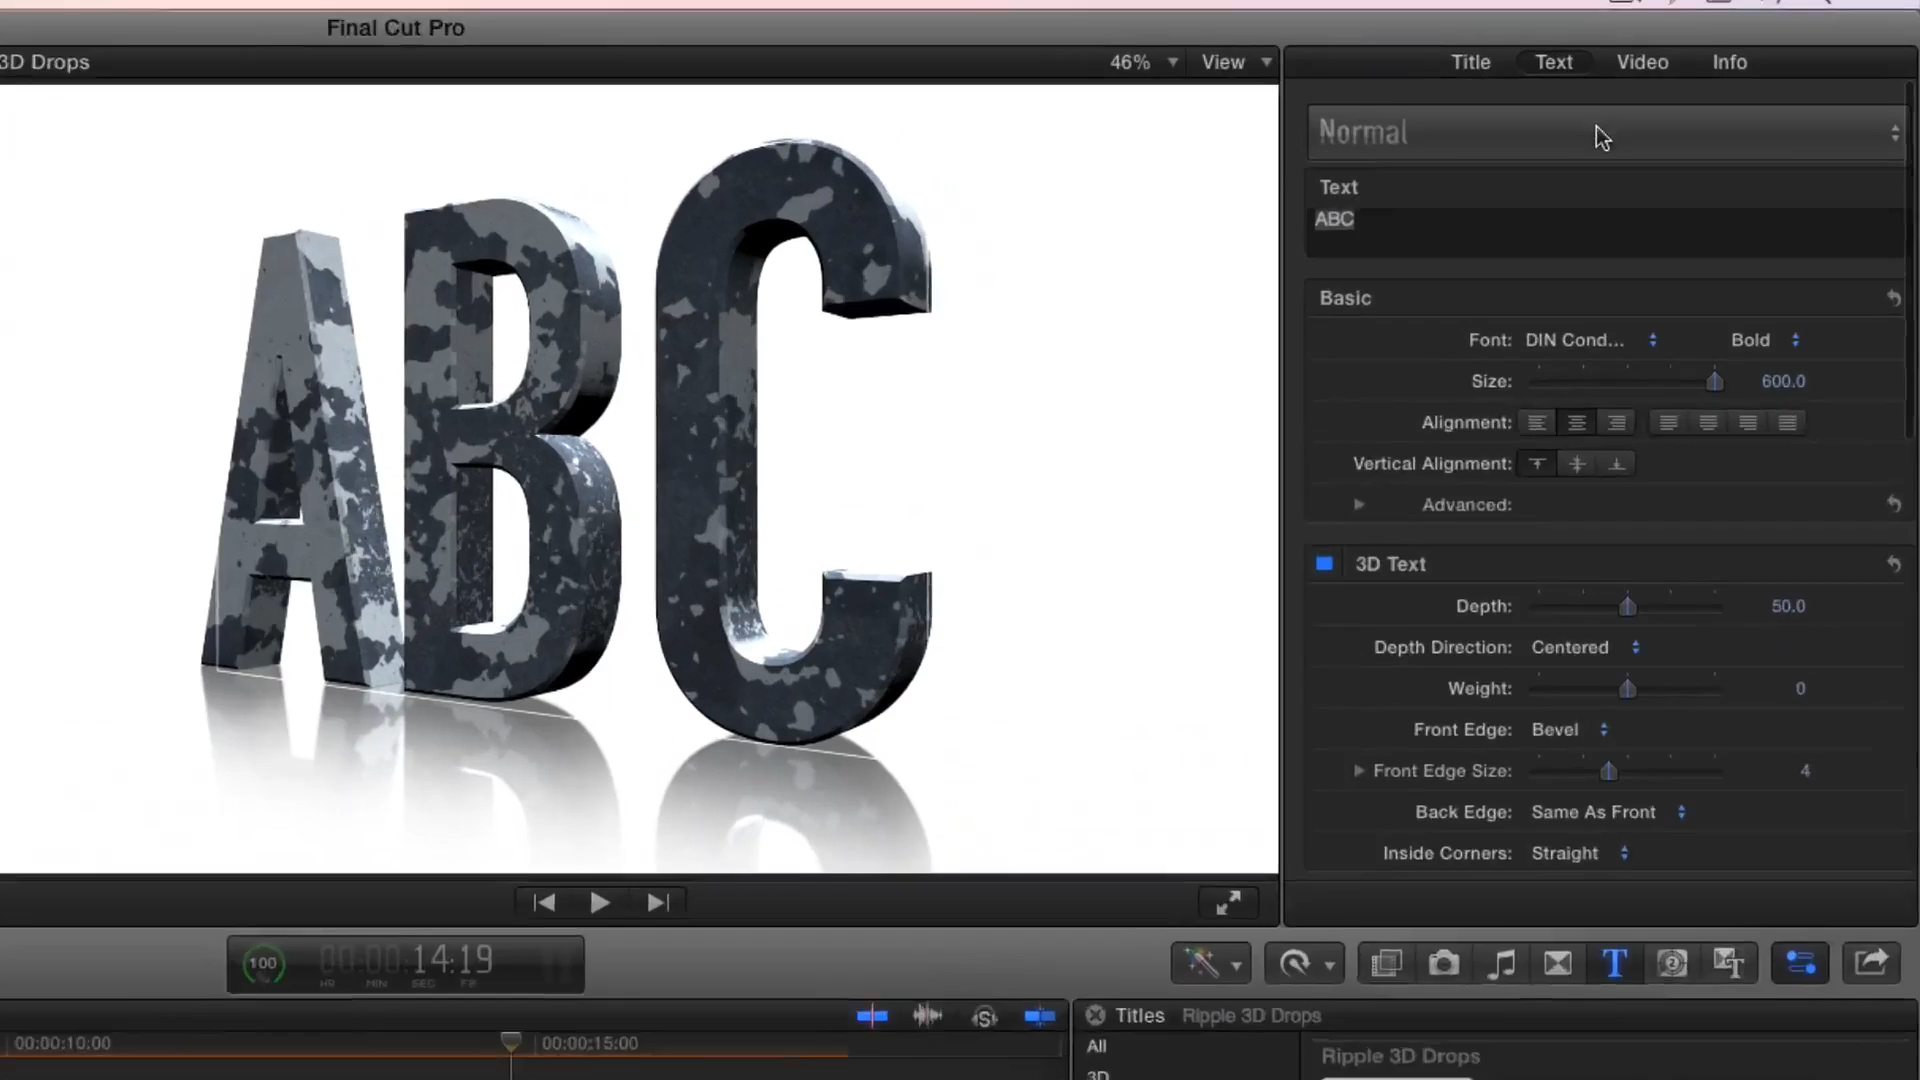 Final Cut Pro
3D Drops
46%
View
Title
Text
Video
Info
Normal
Text
ABC
Basic
Font: DIN Cond... Bold
Size: 600.0
Alignment:
Vertical Alignment:
Advanced:
3D Text
Depth: 50.0
Depth Direction: Centered
Weight: 0
Front Edge: Bevel
Front Edge Size: 4
Back Edge: Same As Front
Inside Corners: Straight
ABC
100
00:00:14:19
HR MIN SEC FR
T
2
T
S
Titles Ripple 3D Drops
00:00:10:00
00:00:15:00
All
3D
Ripple 3D Drops